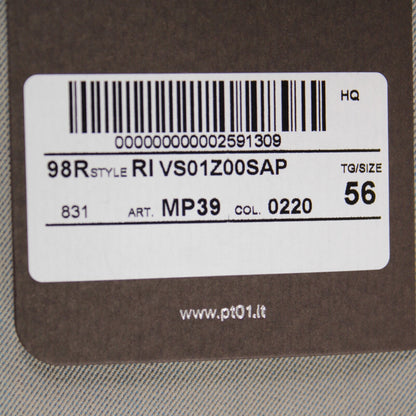 HQ
000000000002591309
98R STYLE RI VS01Z00SAP TG/SIZE
831 ART. MP39 COL. 0220 56
www.pt01.it